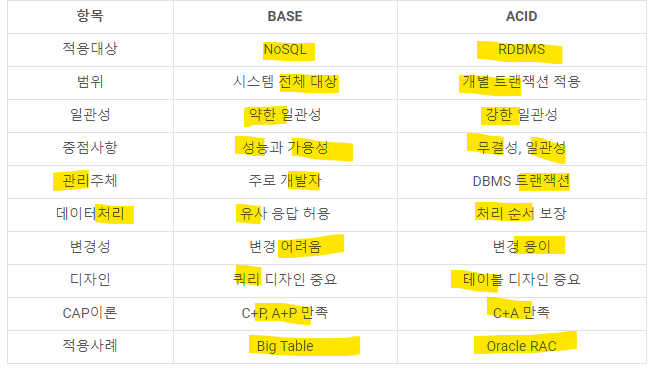 항목 BASE ACID
적용대상 NoSQL RDBMS
범위 시스템 전체 대상 개별 트랜잭션 적용
일관성 약한 일관성 강한 일관성
중점사항 성능과 가용성 무결성, 일관성
관리주체 주로 개발자 DBMS 트랜잭션
데이터처리 유사 응답 허용 처리 순서 보장
변경성 변경 어려움 변경 용이
디자인 쿼리 디자인 중요 테이블 디자인 중요
CAP이론 C+P, A+P 만족 C+A 만족
적용사례 Big Table Oracle RAC